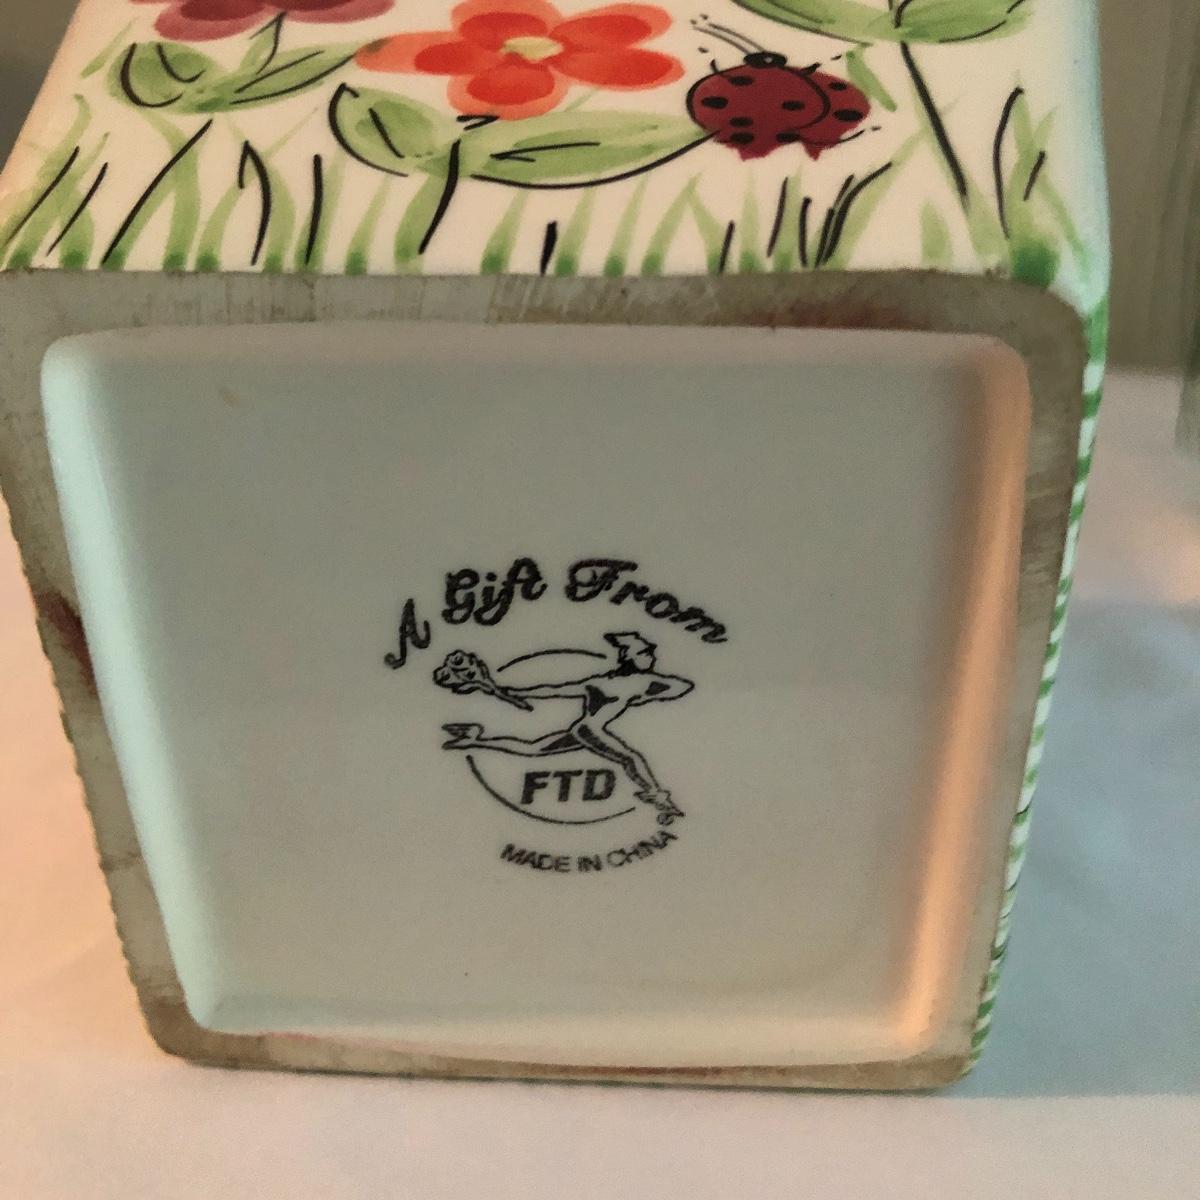 A Gift From
FTD
®
MADE IN CHINA